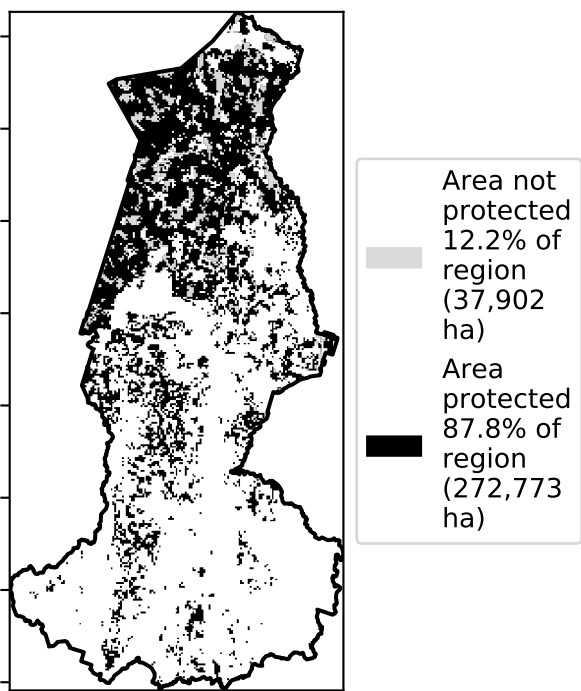 Area not
protected
12.2% of
region
(37,902
ha)
Area
protected
87.8% of
region
(272,773
ha)